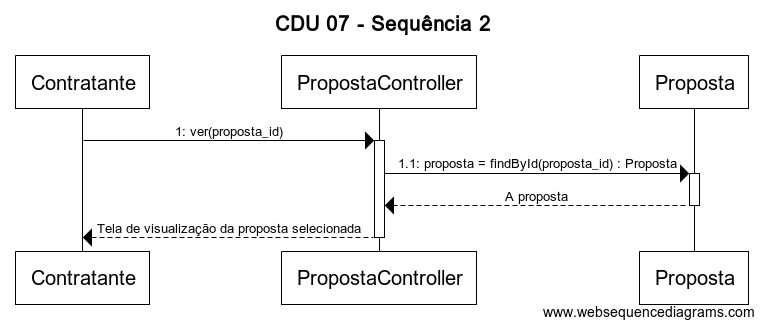 CDU 07 - Sequência 2
Contratante
PropostaController
Proposta
1: ver(proposta_id)
1.1: proposta = findById(proposta_id) : Proposta
A proposta
Tela de visualização da proposta selecionada
Contratante
PropostaController
Proposta
www.websequencediagrams.com